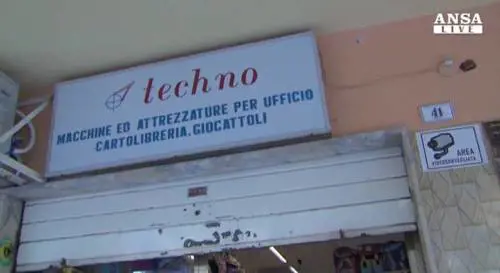 ANSA
LIVE
techno
MACCHINE ED ATTREZZATURE PER UFFICIO
CARTOLIBRERIA.GIOCATTOLI
41
AREA
VIDEOSORVEGLIATA